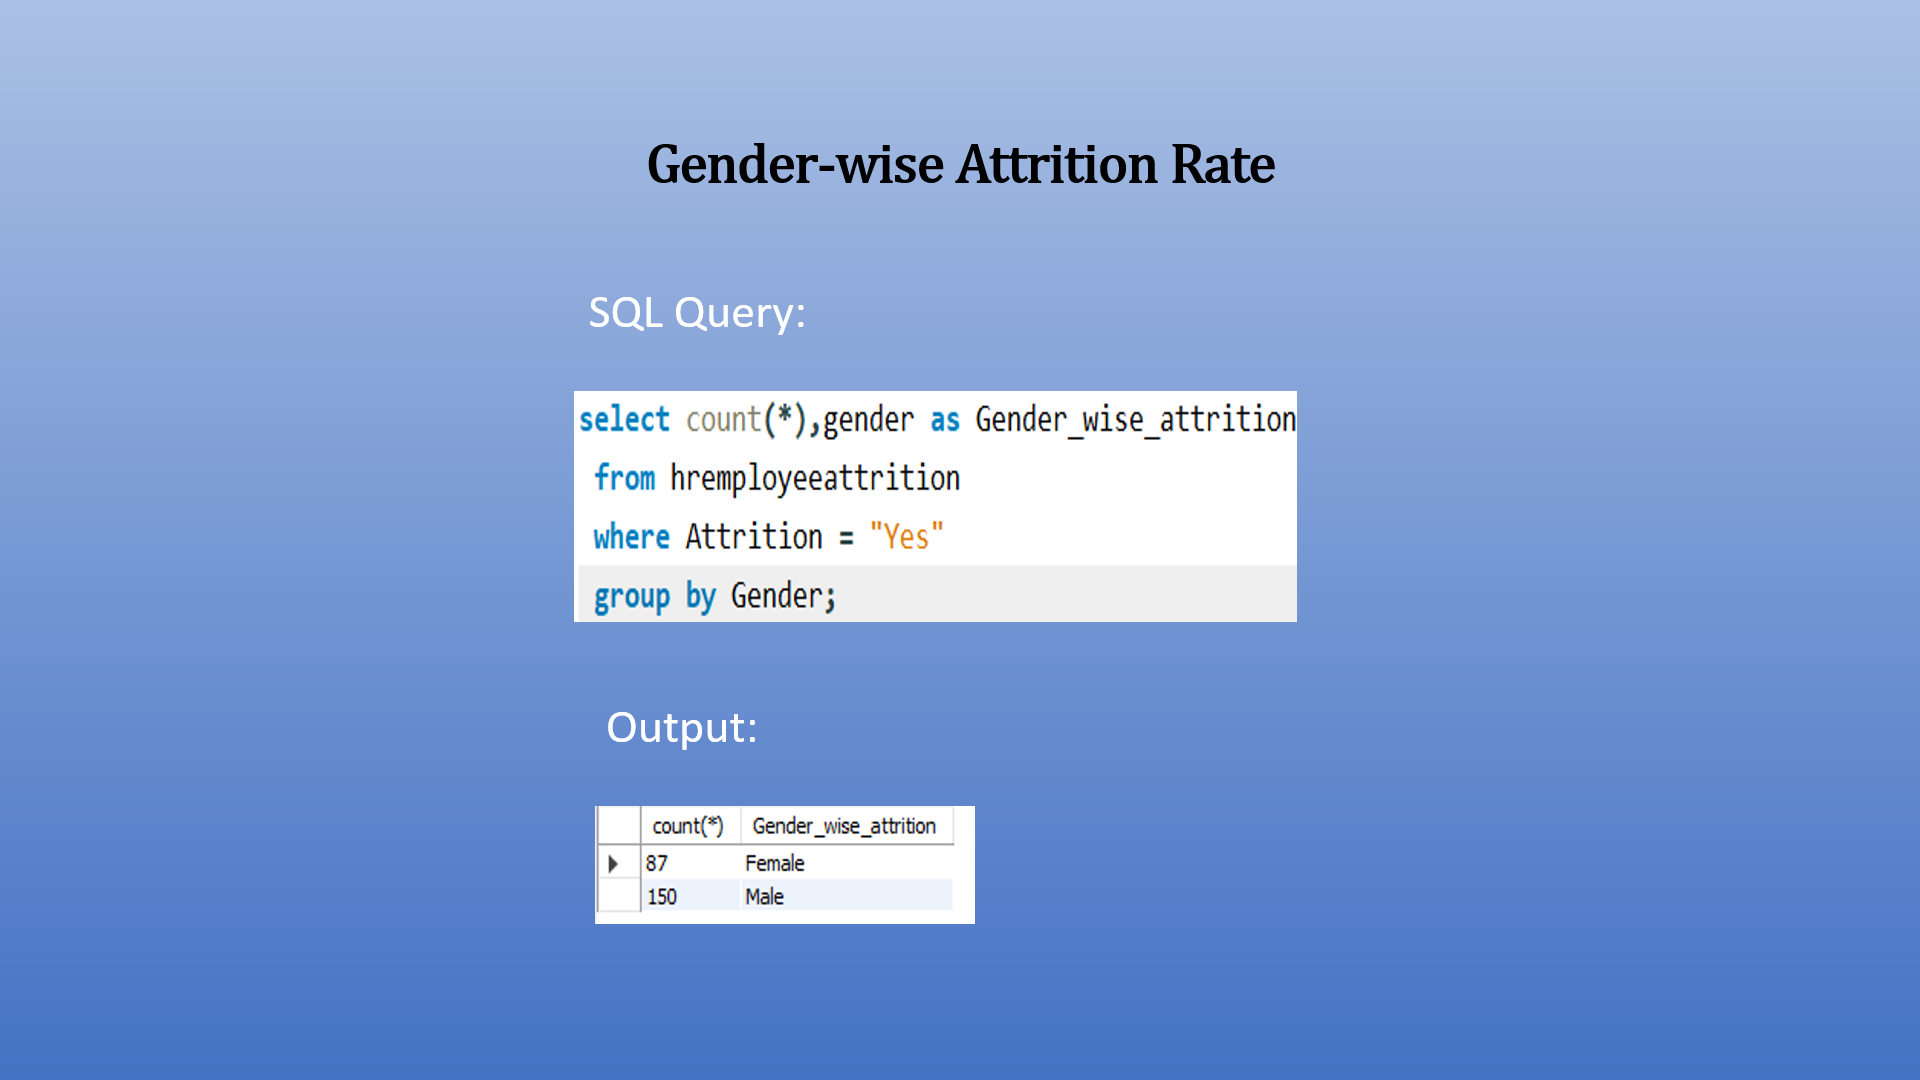 Gender-wise Attrition Rate
SQL Query:
select count(*),gender as Gender_wise_attrition
from hremployeeattrition
where Attrition = "Yes"
group by Gender;
Output:
count(*) Gender_wise_attrition
87 Female
150 Male